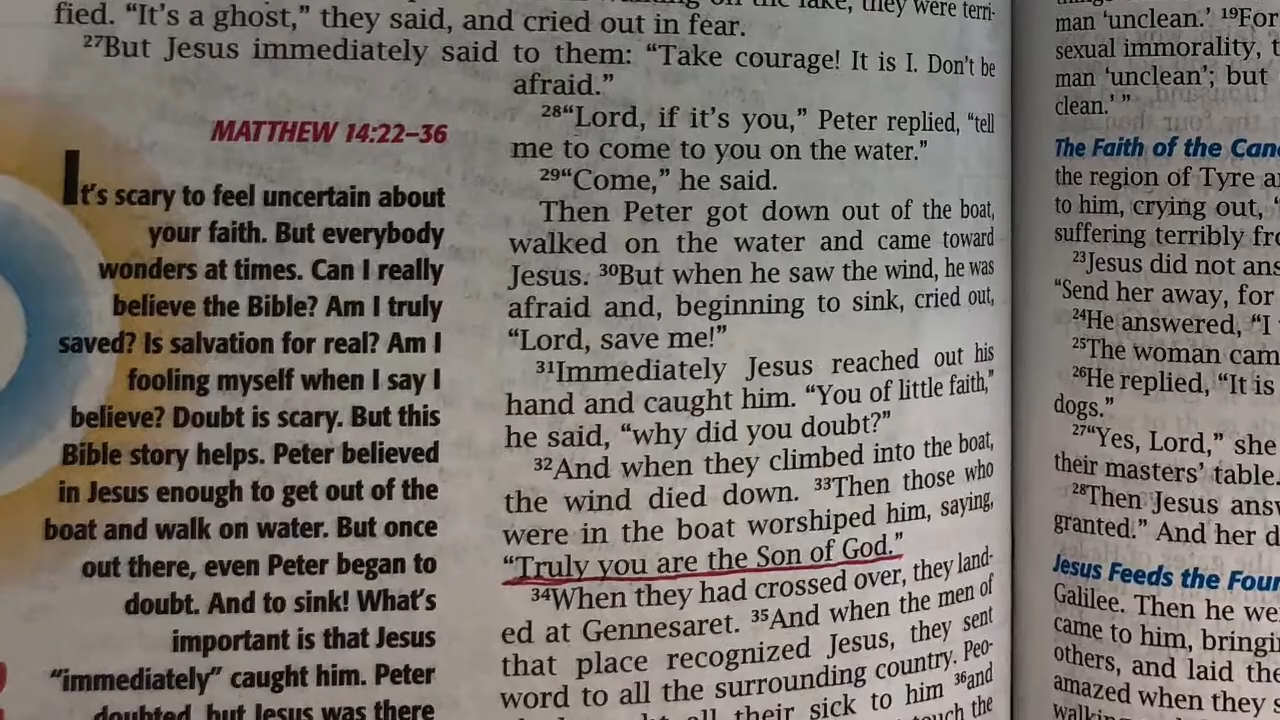 the lake, they were terri-
fied. “It's a ghost,” they said, and cried out in fear.
27But Jesus immediately said to them: “Take courage! It is I. Don't be
afraid.”
28“Lord, if it's you,” Peter replied, “tell
me to come to you on the water.”
29“Come,” he said.
Then Peter got down out of the boat,
walked on the water and came toward
Jesus. 30But when he saw the wind, he was
afraid and, beginning to sink, cried out,
“Lord, save me!”
31Immediately Jesus reached out his
hand and caught him. “You of little faith,”
he said, “why did you doubt?”
32And when they climbed into the boat,
the wind died down. 33Then those who
were in the boat worshiped him, saying,
“Truly you are the Son of God.”
34When they had crossed over, they land-
ed at Gennesaret. 35And when the men of
that place recognized Jesus, they sent
word to all the surrounding country. Peo-
all their sick to him 36and
touch the
MATTHEW 14:22–36
It's scary to feel uncertain about
your faith. But everybody
wonders at times. Can I really
believe the Bible? Am I truly
saved? Is salvation for real? Am I
fooling myself when I say I
believe? Doubt is scary. But this
Bible story helps. Peter believed
in Jesus enough to get out of the
boat and walk on water. But once
out there, even Peter began to
doubt. And to sink! What's
important is that Jesus
“immediately” caught him. Peter
doubted, but Jesus was there
man ‘unclean.’ 19For
sexual immorality, t
man ‘unclean’; but
clean.’ ”
The Faith of the Can
the region of Tyre a
to him, crying out, “
suffering terribly fro
23Jesus did not ans
“Send her away, for
24He answered, “I
25The woman cam
26He replied, “It is
dogs.”
27“Yes, Lord,” she
their masters' table.
28Then Jesus answ
granted.” And her d
Jesus Feeds the Four
Galilee. Then he we
came to him, bringi
others, and laid the
amazed when they s
walking